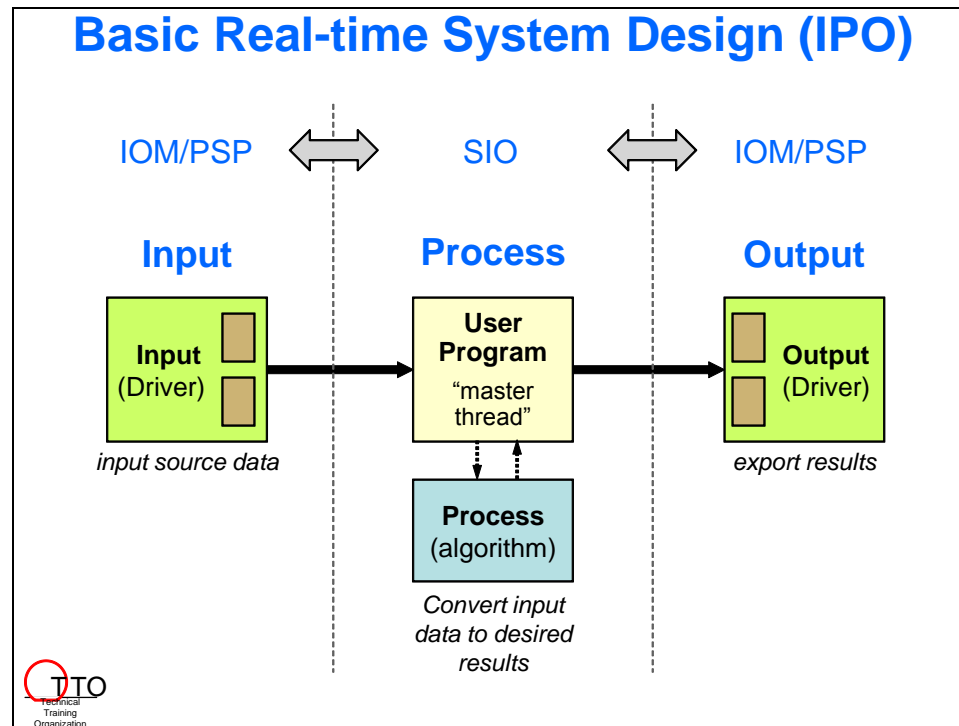 Basic Real-time System Design (IPO)
IOM/PSP
SIO
IOM/PSP
Input
Process
Output
Input
(Driver)
User
Program
“master
thread”
Output
(Driver)
input source data
export results
Process
(algorithm)
Convert input
data to desired
results
TTO
Technical
Training
Organization